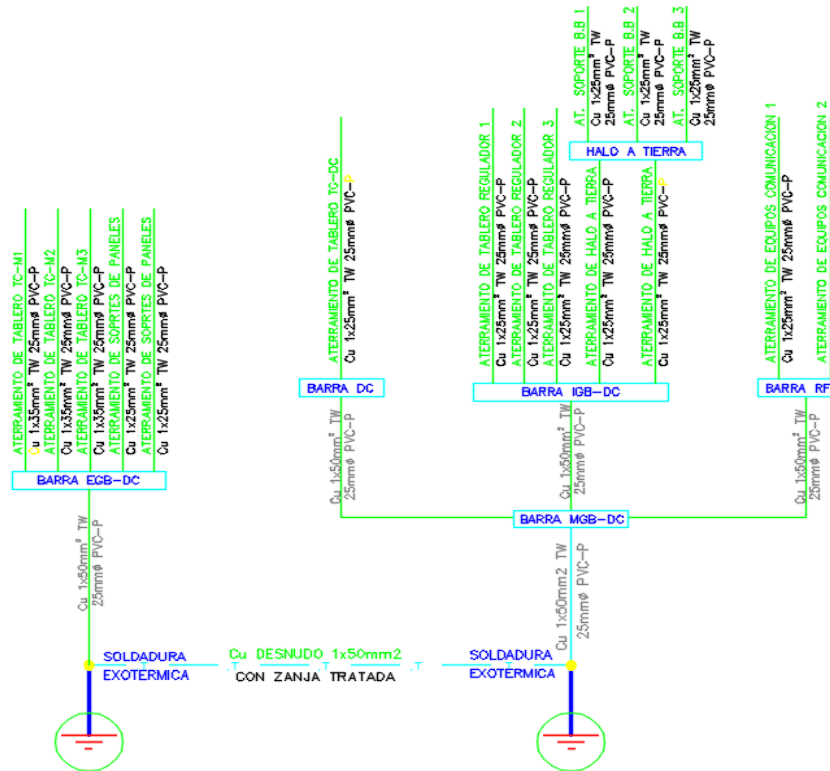 AT. SOPORTE B.B 1
Cu 1x25mm² TW
25mmø PVC-P
AT. SOPORTE B.B 2
Cu 1x25mm² TW
25mmø PVC-P
AT. SOPORTE B.B 3
Cu 1x25mm² TW
25mmø PVC-P
HALO A TIERRA
ATERRAMIENTO DE TABLERO TG-DC
Cu 1x25mm² TW 25mmø PVC-P
ATERRAMIENTO DE TABLERO REGULADOR 1
Cu 1x25mm² TW 25mmø PVC-P
ATERRAMIENTO DE TABLERO REGULADOR 2
Cu 1x25mm² TW 25mmø PVC-P
ATERRAMIENTO DE TABLERO REGULADOR 3
Cu 1x25mm² TW 25mmø PVC-P
ATERRAMIENTO DE HALO A TIERRA
Cu 1x25mm² TW 25mmø PVC-P
ATERRAMIENTO DE HALO A TIERRA
Cu 1x25mm² TW 25mmø PVC-P
ATERRAMIENTO DE EQUIPOS COMUNICACION 1
Cu 1x25mm² TW 25mmø PVC-P
ATERRAMIENTO DE EQUIPOS COMUNICACION 2
ATERRAMIENTO DE TABLERO TC-M1
Cu 1x35mm² TW 25mmø PVC-P
ATERRAMIENTO DE TABLERO TC-M2
Cu 1x35mm² TW 25mmø PVC-P
ATERRAMIENTO DE TABLERO TC-M3
Cu 1x35mm² TW 25mmø PVC-P
ATERRAMIENTO DE SOPRTES DE PANELES
Cu 1x25mm² TW 25mmø PVC-P
ATERRAMIENTO DE SOPRTES DE PANELES
Cu 1x25mm² TW 25mmø PVC-P
BARRA DC
BARRA IGB-DC
BARRA RF
BARRA EGB-DC
Cu 1x50mm² TW
25mmø PVC-P
Cu 1x50mm² TW
25mmø PVC-P
Cu 1x50mm² TW
25mmø PVC-P
BARRA MGB-DC
Cu 1x50mm2 TW
25mmø PVC-P
SOLDADURA
EXOTERMICA
Cu DESNUDO 1x50mm2
CON ZANJA TRATADA
SOLDADURA
EXOTERMICA